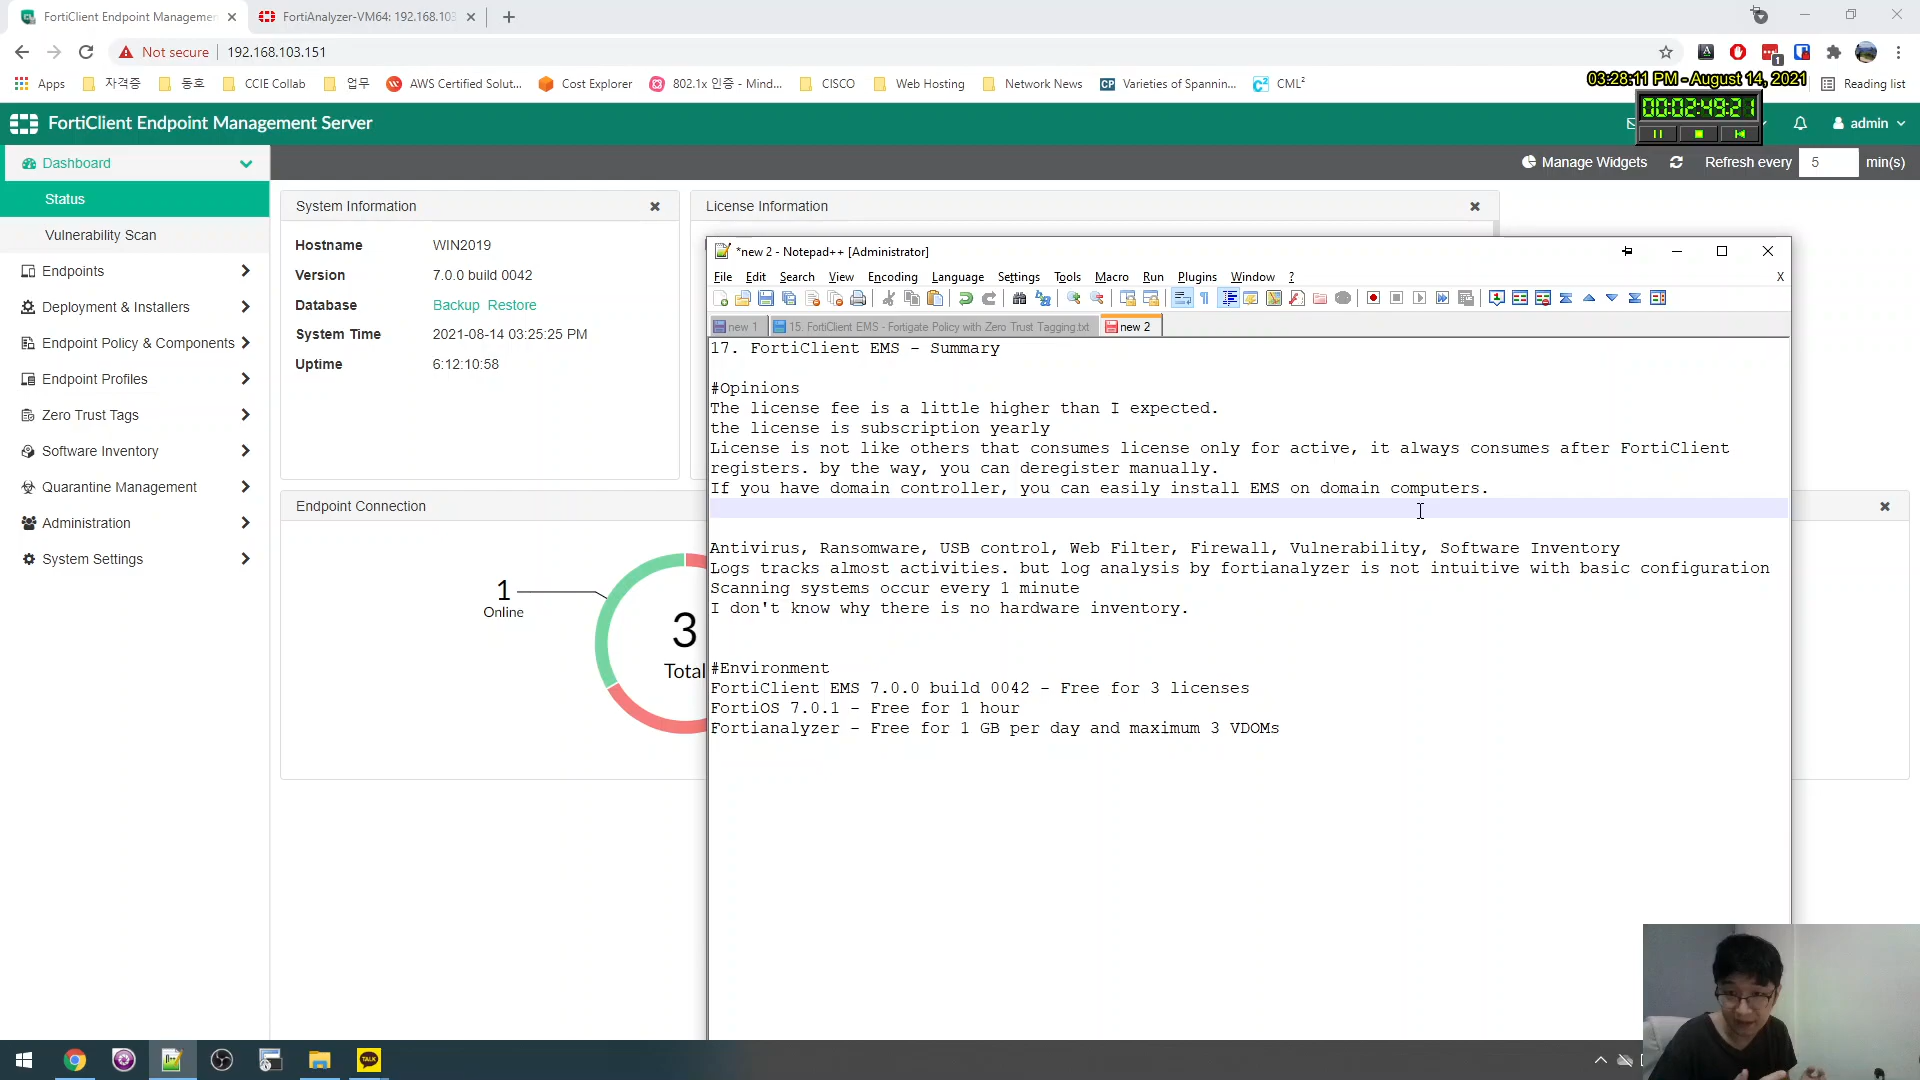 FortiClient Endpoint Managemen
FortiAnalyzer-VM64: 192.168.103
Not secure
192.168.103.151
Apps
자격증
동호
CCIE Collab
업무
AWS Certified Solut...
Cost Explorer
802.1x 인증 - Mind...
CISCO
Web Hosting
Network News
CP
Varieties of Spannin...
CML²
Reading list
03:28:11 PM - August 14, 2021
00:02:49:21
FortiClient Endpoint Management Server
admin
Dashboard
Status
Vulnerability Scan
Endpoints
Deployment & Installers
Endpoint Policy & Components
Endpoint Profiles
Zero Trust Tags
Software Inventory
Quarantine Management
Administration
System Settings
Manage Widgets
Refresh every 5 min(s)
System Information
Hostname WIN2019
Version 7.0.0 build 0042
Database Backup Restore
System Time 2021-08-14 03:25:25 PM
Uptime 6:12:10:58
License Information
Endpoint Connection
1
Online
3
Total
*new 2 - Notepad++ [Administrator]
File Edit Search View Encoding Language Settings Tools Macro Run Plugins Window ?
X
new 1
15. FortiClient EMS - Fortigate Policy with Zero Trust Tagging.txt
new 2
17. FortiClient EMS - Summary
#Opinions
The license fee is a little higher than I expected.
the license is subscription yearly
License is not like others that consumes license only for active, it always consumes after FortiClient
registers. by the way, you can deregister manually.
If you have domain controller, you can easily install EMS on domain computers.
Antivirus, Ransomware, USB control, Web Filter, Firewall, Vulnerability, Software Inventory
Logs tracks almost activities. but log analysis by fortianalyzer is not intuitive with basic configuration
Scanning systems occur every 1 minute
I don't know why there is no hardware inventory.
#Environment
FortiClient EMS 7.0.0 build 0042 - Free for 3 licenses
FortiOS 7.0.1 - Free for 1 hour
Fortianalyzer - Free for 1 GB per day and maximum 3 VDOMs
TALK